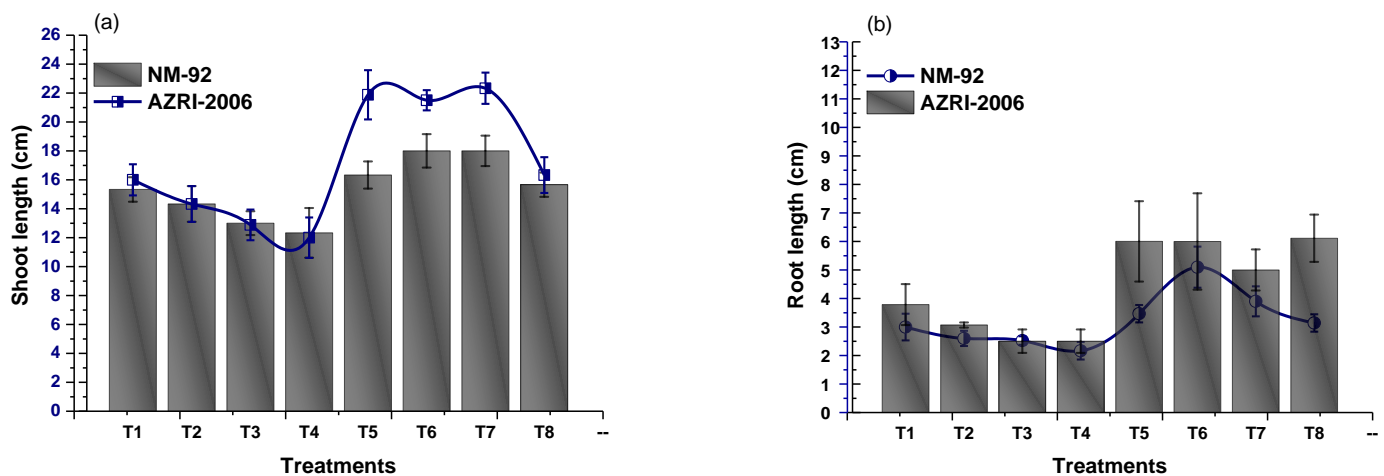 (a)
26
24
22
20
18
16
14
12
10
8
6
4
2
0
Shoot length (cm)
NM-92
AZRI-2006
T1 T2 T3 T4 T5 T6 T7 T8 --
Treatments
(b)
13
12
11
10
9
8
7
6
5
4
3
2
1
0
Root length (cm)
NM-92
AZRI-2006
T1 T2 T3 T4 T5 T6 T7 T8 --
Treatments